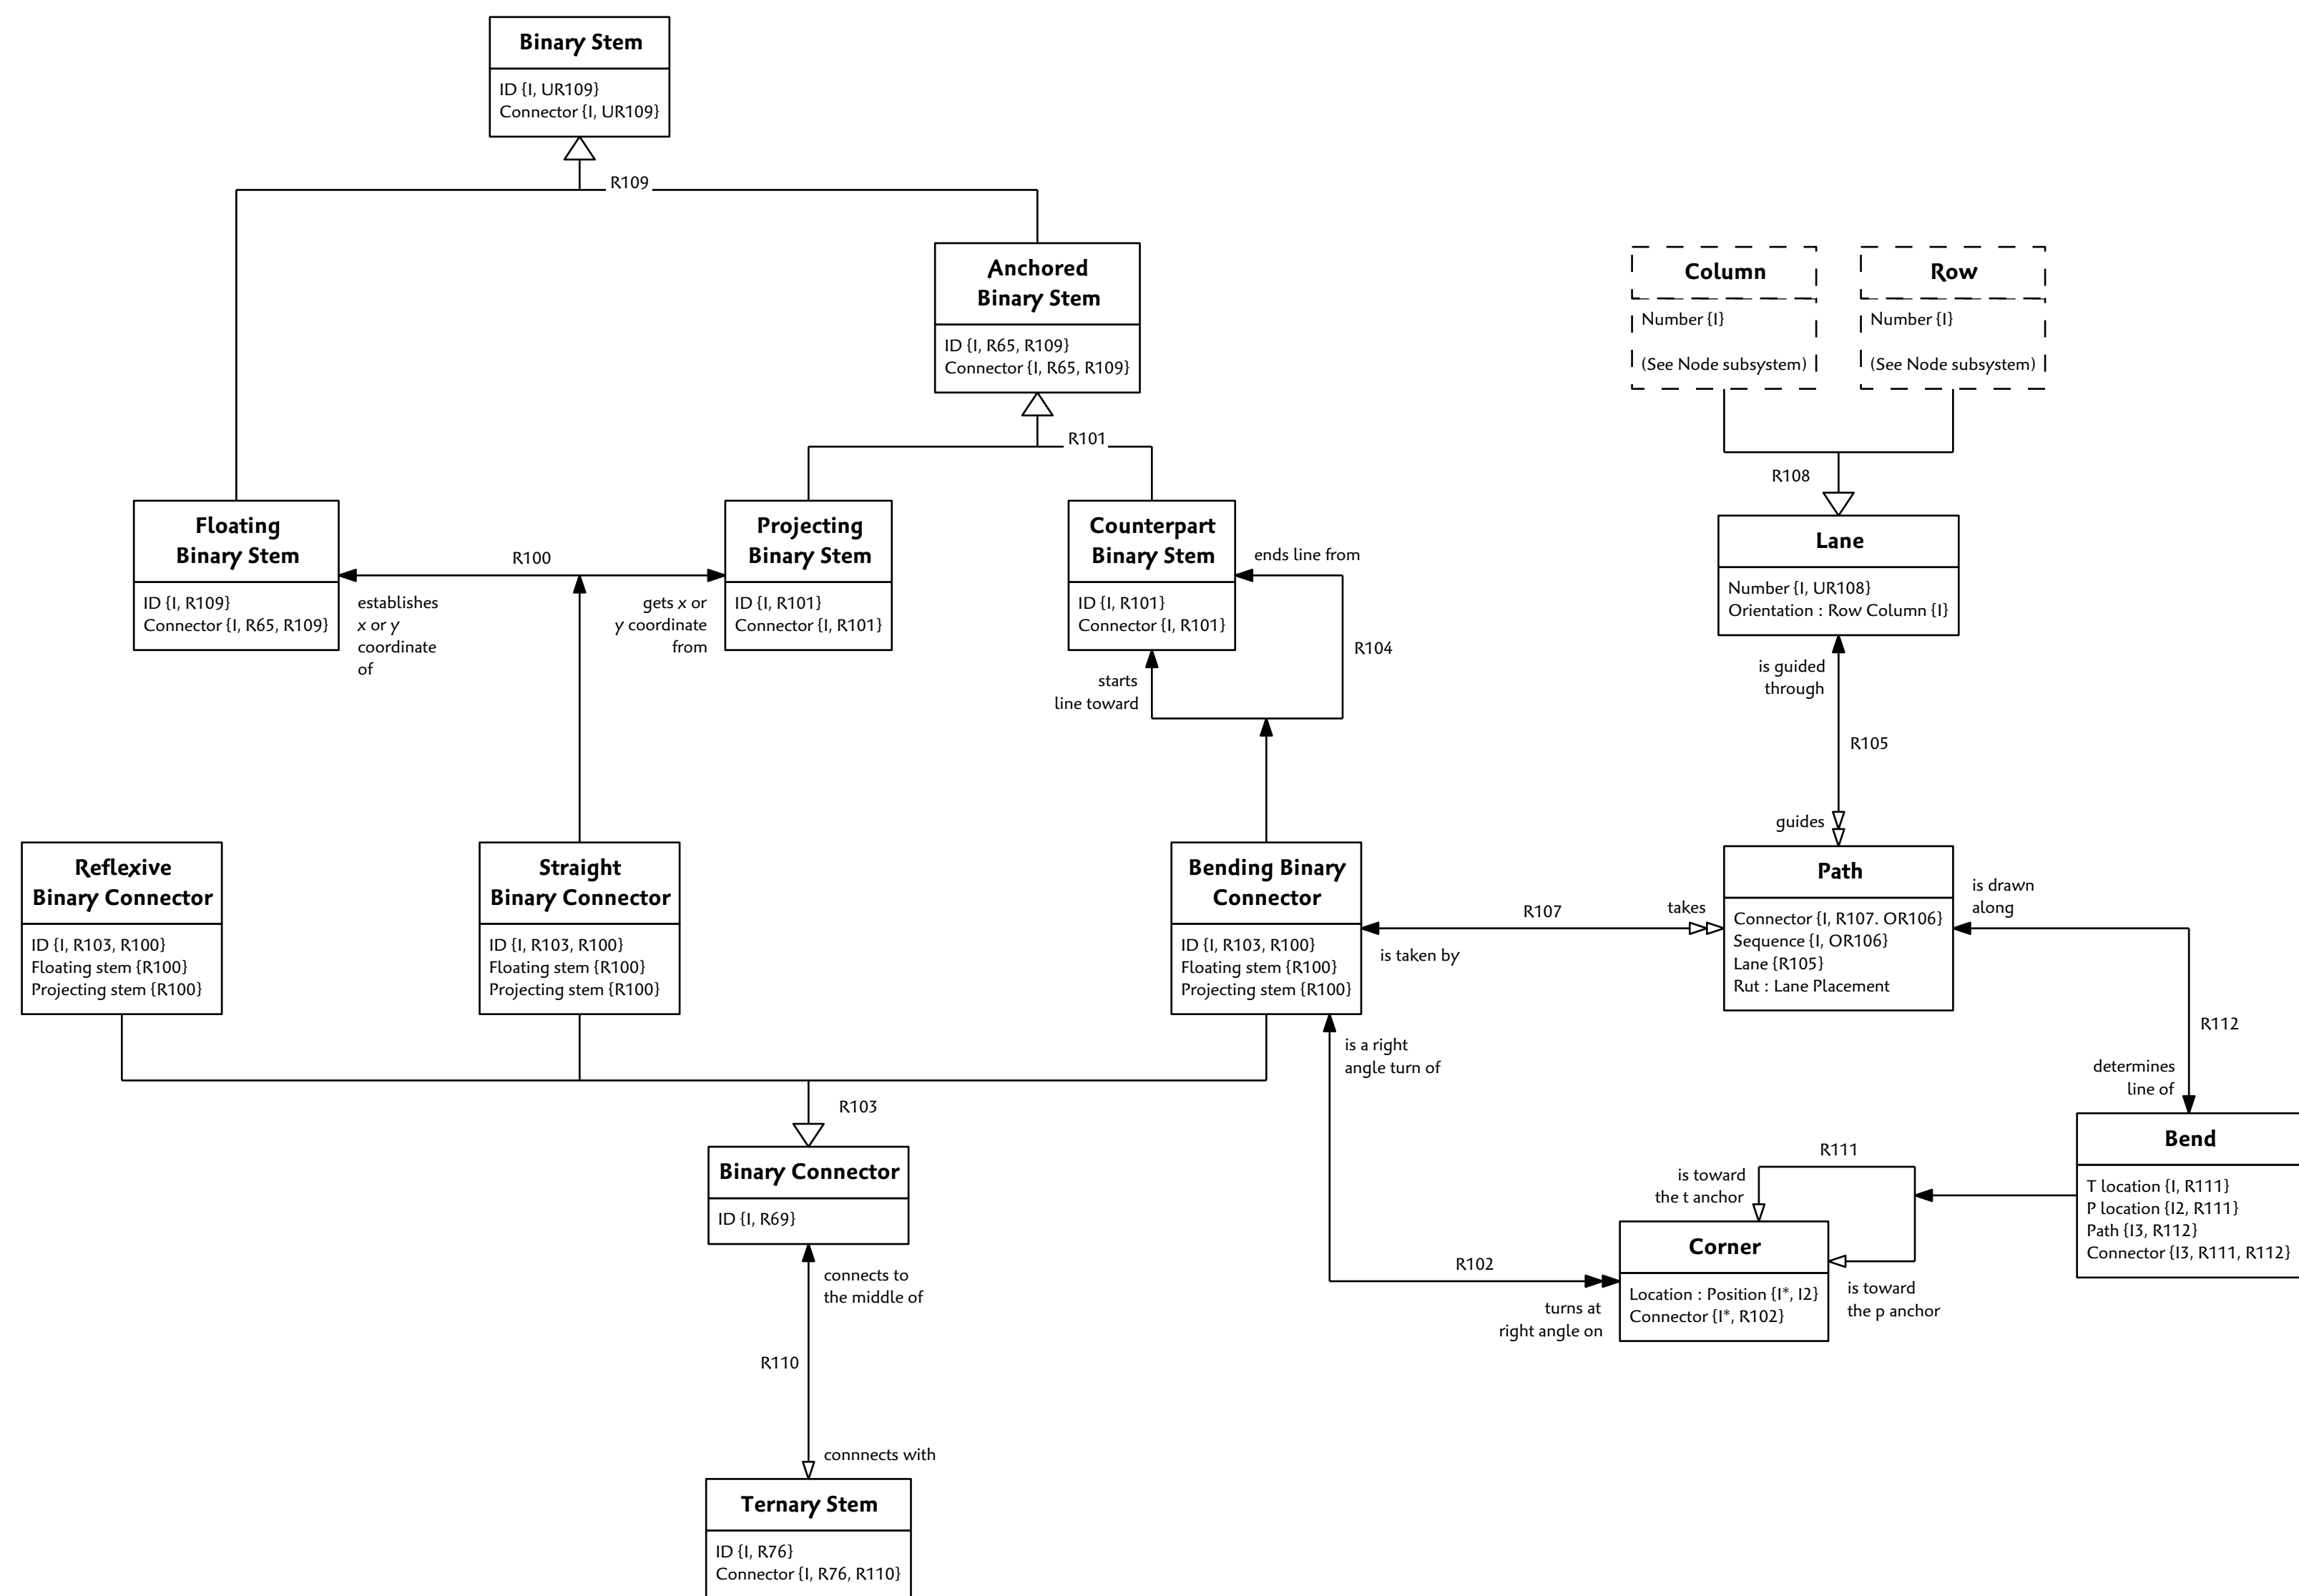 Binary Stem
ID {I, UR109}
Connector {I, UR109}
R109
Anchored
Binary Stem
ID {I, R65, R109}
Connector {I, R65, R109}
Column
Number {I}
(See Node subsystem)
Row
Number {I}
(See Node subsystem)
R101
R108
Floating
Binary Stem
ID {I, R109}
Connector {I, R65, R109}
R100
establishes
x or y
coordinate
of
gets x or
y coordinate
from
Projecting
Binary Stem
ID {I, R101}
Connector {I, R101}
Counterpart
Binary Stem
ID {I, R101}
Connector {I, R101}
ends line from
R104
starts
line toward
Lane
Number {I, UR108}
Orientation : Row Column {I}
is guided
through
R105
guides
Reflexive
Binary Connector
ID {I, R103, R100}
Floating stem {R100}
Projecting stem {R100}
Straight
Binary Connector
ID {I, R103, R100}
Floating stem {R100}
Projecting stem {R100}
Bending Binary
Connector
ID {I, R103, R100}
Floating stem {R100}
Projecting stem {R100}
R107
takes
is taken by
Path
Connector {I, R107. OR106}
Sequence {I, OR106}
Lane {R105}
Rut : Lane Placement
is drawn
along
R112
determines
line of
is a right
angle turn of
R103
Binary Connector
ID {I, R69}
connects to
the middle of
R110
connnects with
Ternary Stem
ID {I, R76}
Connector {I, R76, R110}
R102
turns at
right angle on
R111
is toward
the t anchor
Corner
Location : Position {I*, I2}
Connector {I*, R102}
is toward
the p anchor
Bend
T location {I, R111}
P location {I2, R111}
Path {I3, R112}
Connector {I3, R111, R112}